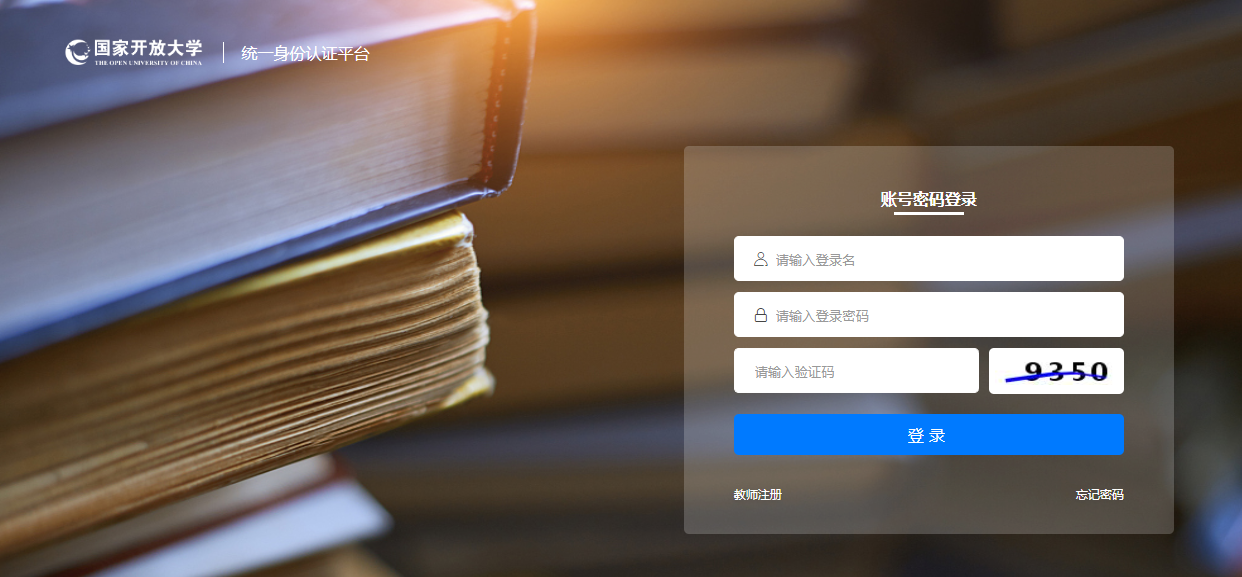 国家开放大学
THE OPEN UNIVERSITY OF CHINA
统一身份认证平台
账号密码登录
请输入登录名
请输入登录密码
请输入验证码
9350
登 录
教师注册
忘记密码